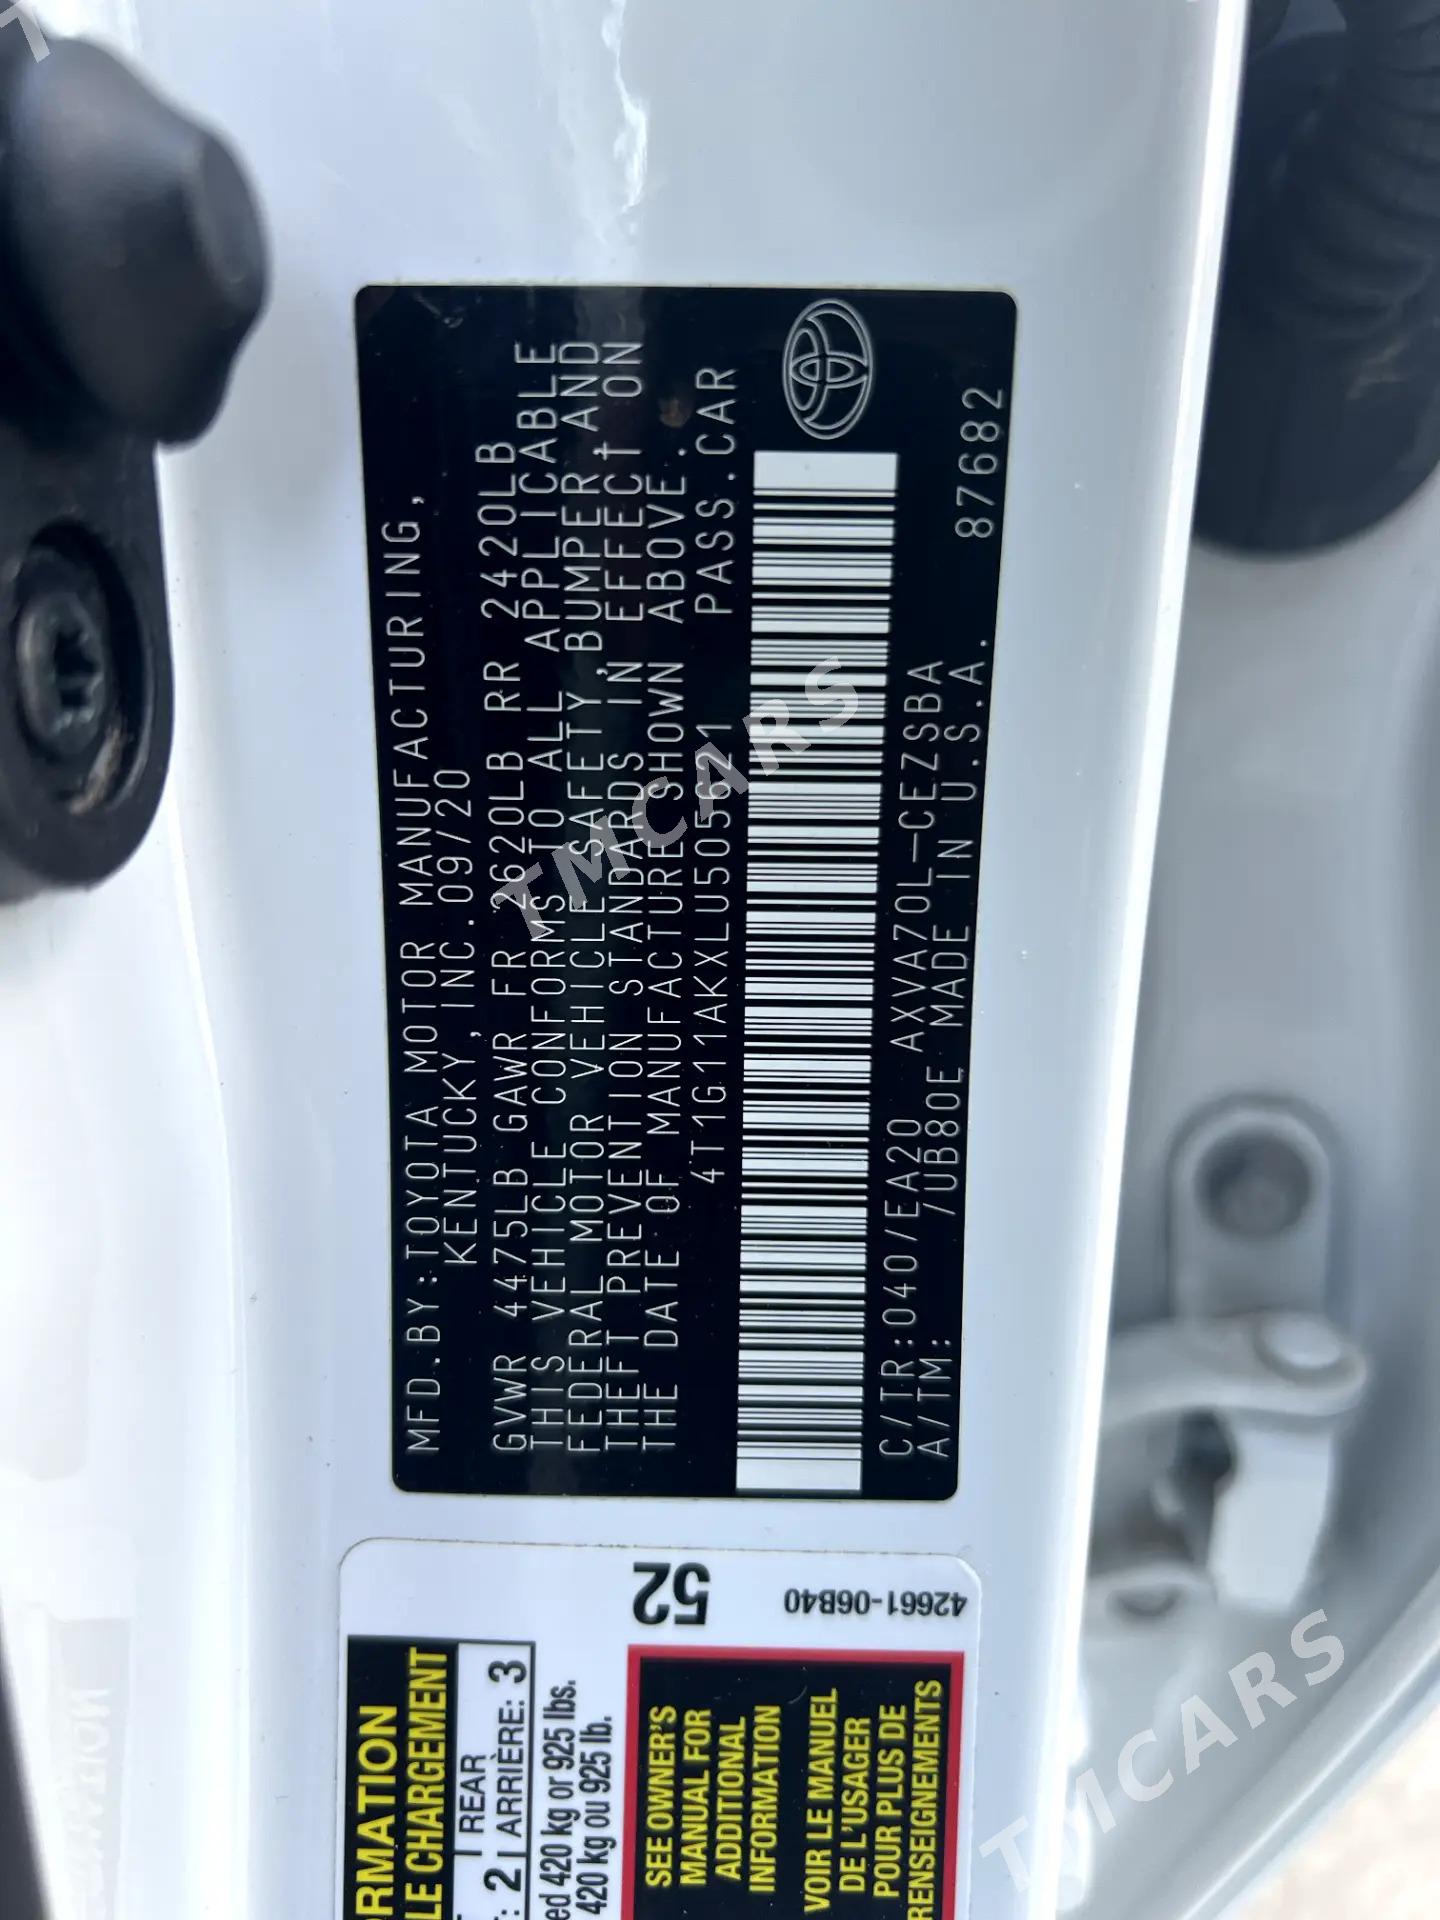 MFD.BY:TOYOTA MOTOR MANUFACTURING,
KENTUCKY,INC.09/20
GVWR 4475LB GAWR FR 2620LB RR 2420LB
THIS VEHICLE CONFORMS TO ALL APPLICABLE
FEDERAL MOTOR VEHICLE SAFETY,BUMPER,AND
THEFT PREVENTION STANDARDS IN EFFECT ON
THE DATE OF MANUFACTURE SHOWN ABOVE.
4T1G11AKXLU505621 PASS.CAR
C/TR:040/EA20 AXVA70L-CEZSBA
A/TM: /UB80E MADE IN U.S.A. 87682
52
42661-06B40
ORMATION
LE CHARGEMENT
2 REAR
2 ARRIÈRE: 3
ed 420 kg or 925 lbs.
420 kg ou 925 lb.
SEE OWNER'S
MANUAL FOR
ADDITIONAL
INFORMATION
VOIR LE MANUEL
DE L'USAGER
POUR PLUS DE
RENSEIGNEMENTS
TMCARS
TMCARS